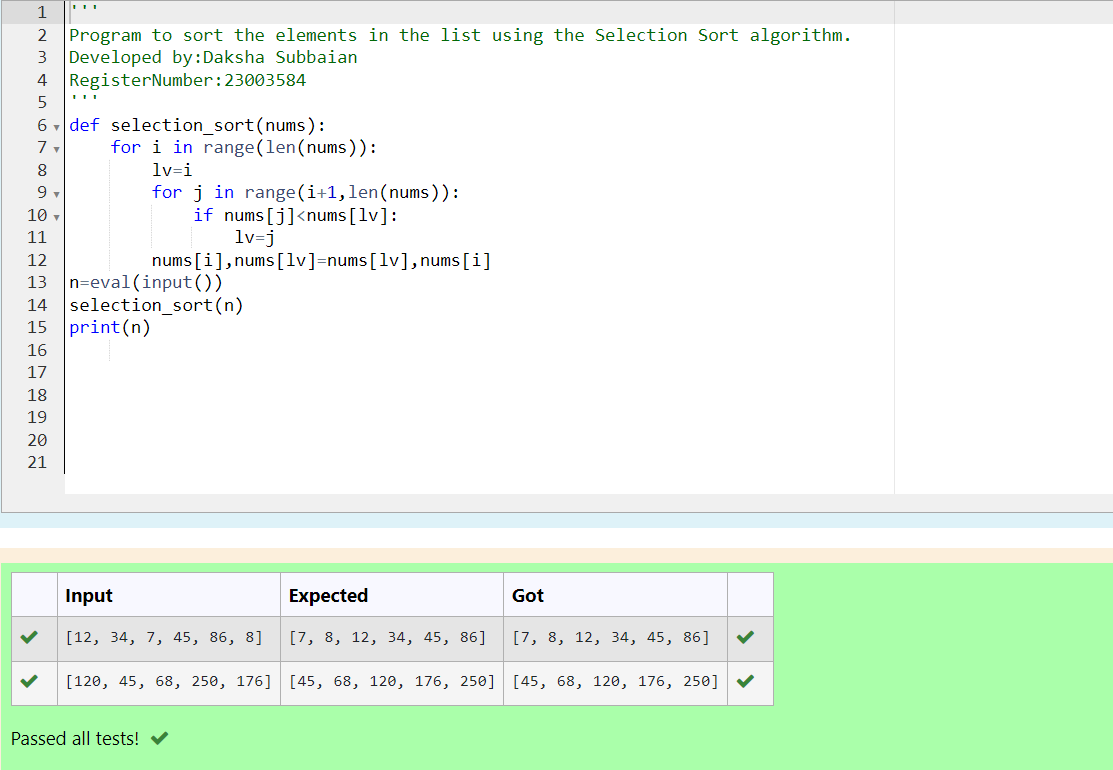 1 '''
2 Program to sort the elements in the list using the Selection Sort algorithm.
3 Developed by:Daksha Subbaian
4 RegisterNumber:23003584
5 '''
6 def selection_sort(nums):
7     for i in range(len(nums)):
8         lv=i
9         for j in range(i+1,len(nums)):
10             if nums[j]<nums[lv]:
11                 lv=j
12         nums[i],nums[lv]=nums[lv],nums[i]
13 n=eval(input())
14 selection_sort(n)
15 print(n)
16
17
18
19
20
21
Input Expected Got
[12, 34, 7, 45, 86, 8] [7, 8, 12, 34, 45, 86] [7, 8, 12, 34, 45, 86]
[120, 45, 68, 250, 176] [45, 68, 120, 176, 250] [45, 68, 120, 176, 250]
Passed all tests!